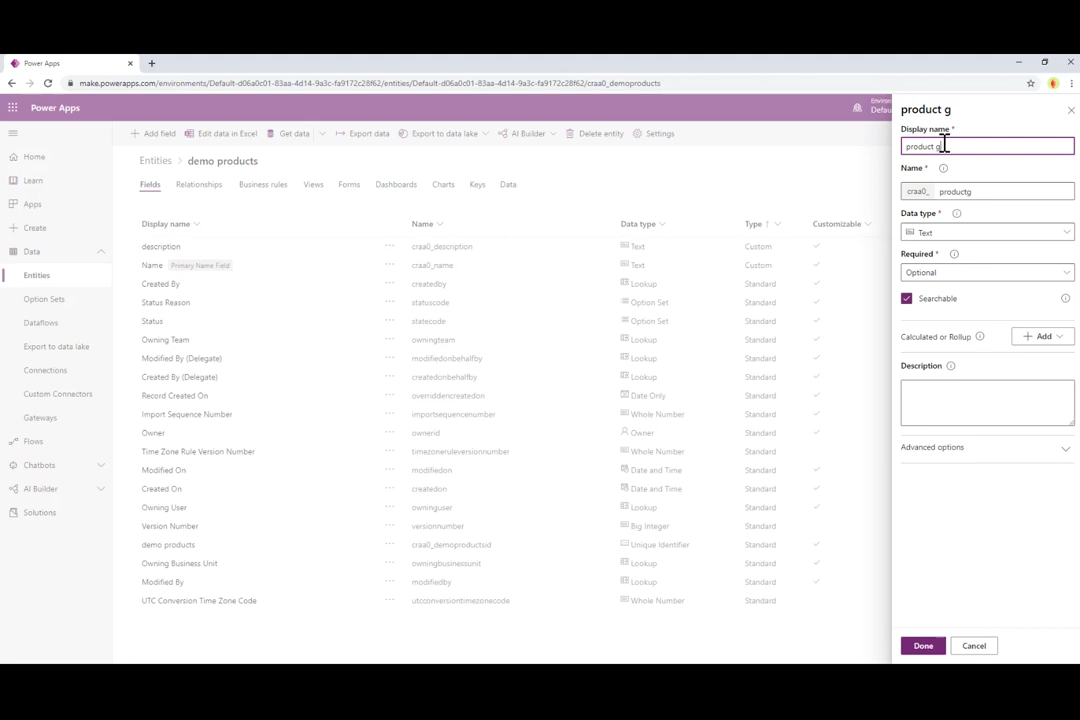 Power Apps
make.powerapps.com/environments/Default-d06a0c01-83aa-4d14-9a3c-fa9172c28f62/entities/Default-d06a0c01-83aa-4d14-9a3c-fa9172c28f62/craa0_demoproducts
Power Apps
Environ
Defau
Add field Edit data in Excel Get data Export data Export to data lake AI Builder Delete entity Settings
Entities > demo products
Fields Relationships Business rules Views Forms Dashboards Charts Keys Data
Home
Learn
Apps
Create
Data
Entities
Option Sets
Dataflows
Export to data lake
Connections
Custom Connectors
Gateways
Flows
Chatbots
AI Builder
Solutions
Display name Name Data type Type ↑ Customizable
description ··· craa0_description Text Custom ✓
Name Primary Name Field ··· craa0_name Text Custom ✓
Created By ··· createdby Lookup Standard ✓
Status Reason ··· statuscode Option Set Standard ✓
Status ··· statecode Option Set Standard ✓
Owning Team ··· owningteam Lookup Standard ✓
Modified By (Delegate) ··· modifiedonbehalfby Lookup Standard ✓
Created By (Delegate) ··· createdonbehalfby Lookup Standard ✓
Record Created On ··· overriddencreatedon Date Only Standard ✓
Import Sequence Number ··· importsequencenumber Whole Number Standard ✓
Owner ··· ownerid Owner Standard ✓
Time Zone Rule Version Number ··· timezoneruleversionnumber Whole Number Standard
Modified On ··· modifiedon Date and Time Standard ✓
Created On ··· createdon Date and Time Standard ✓
Owning User ··· owninguser Lookup Standard ✓
Version Number ··· versionnumber Big Integer Standard
demo products ··· craa0_demoproductsid Unique Identifier Standard ✓
Owning Business Unit ··· owningbusinessunit Lookup Standard ✓
Modified By ··· modifiedby Lookup Standard ✓
UTC Conversion Time Zone Code ··· utcconversiontimezonecode Whole Number Standard
product g
Display name *
product g
Name *
craa0_ productg
Data type *
Text
Required *
Optional
Searchable
Calculated or Rollup + Add
Description
Advanced options
Done Cancel